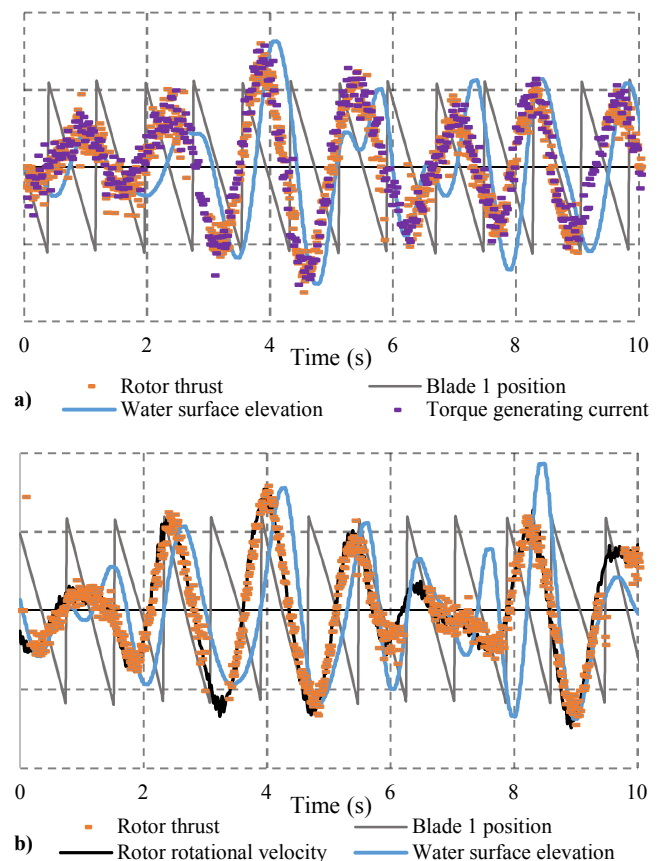 0 2 4 6 8 10
Time (s)
Rotor thrust Blade 1 position
a) Water surface elevation Torque generating current
0 2 4 6 8 10
Time (s)
Rotor thrust Blade 1 position
b) Rotor rotational velocity Water surface elevation